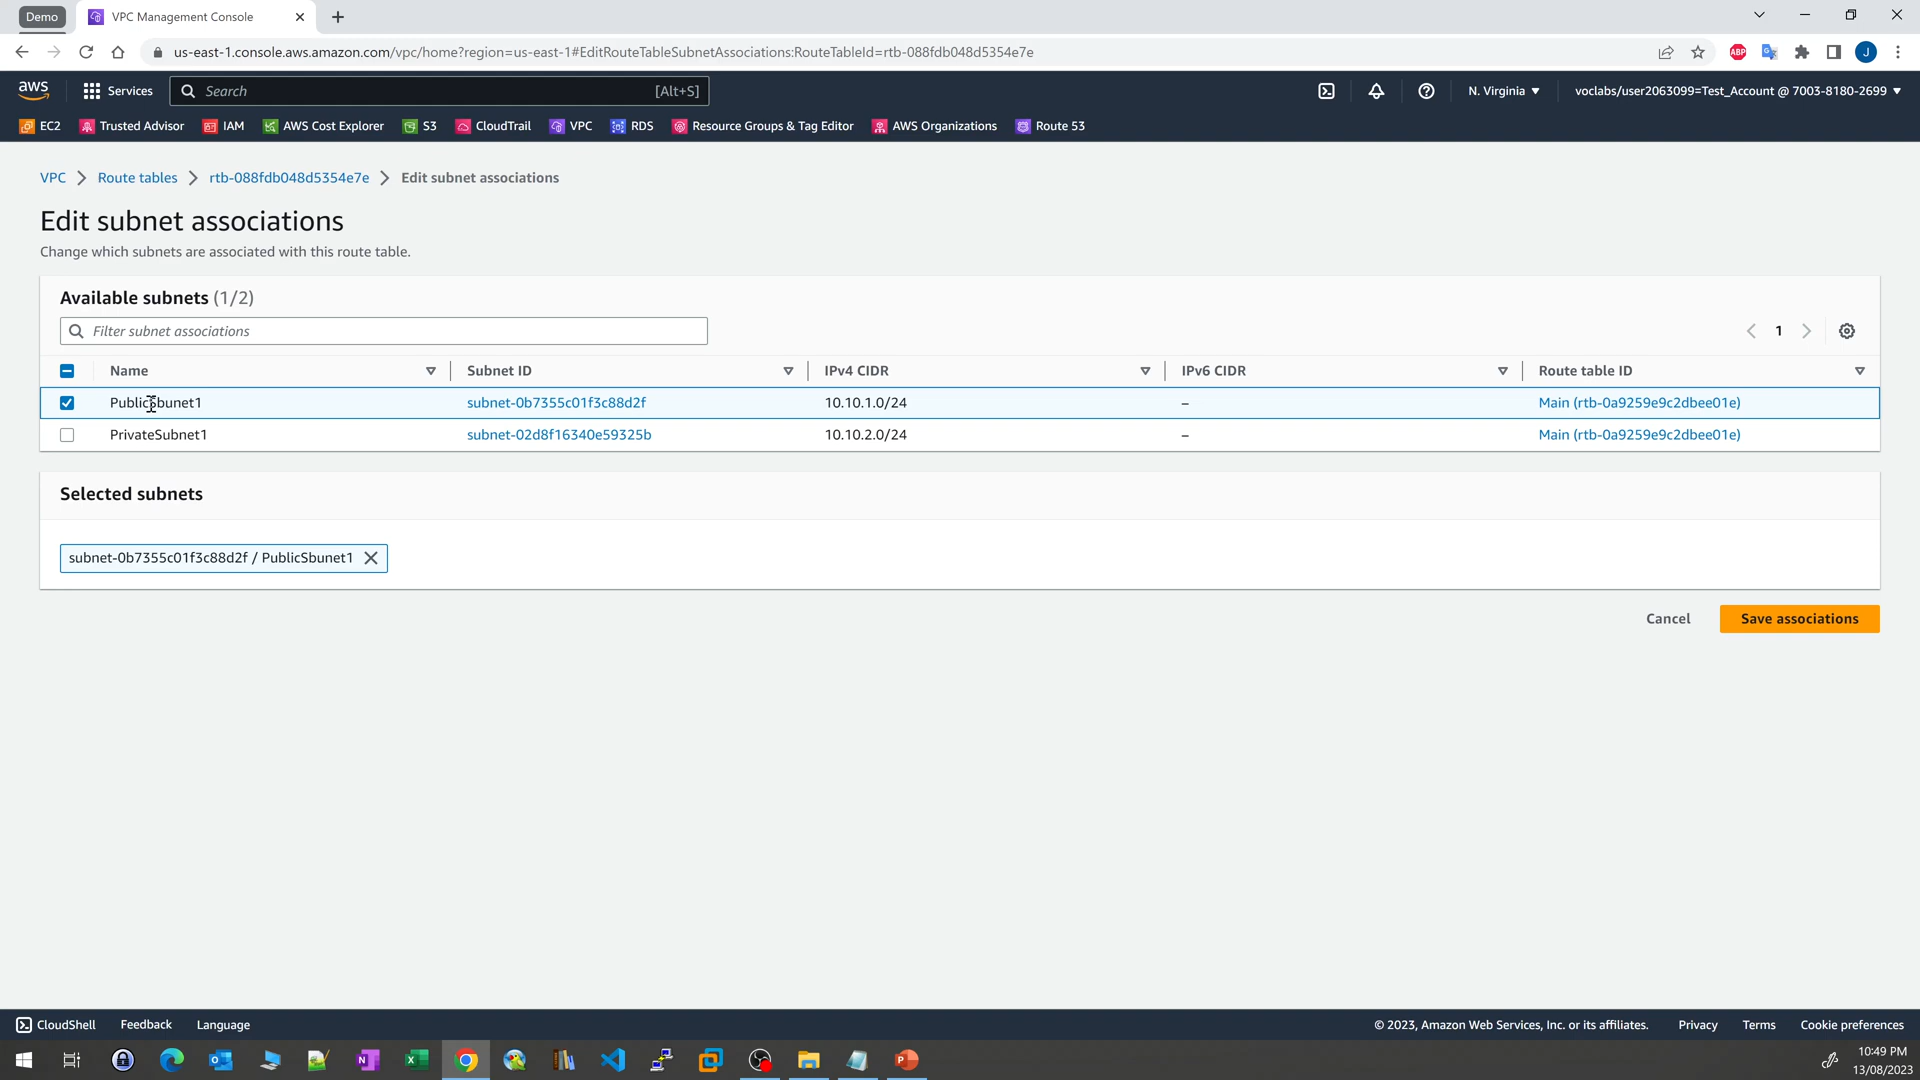 Demo
VPC Management Console
us-east-1.console.aws.amazon.com/vpc/home?region=us-east-1#EditRouteTableSubnetAssociations:RouteTableId=rtb-088fdb048d5354e7e
ABP
J
aws
Services
Search
[Alt+S]
N. Virginia
voclabs/user2063099=Test_Account @ 7003-8180-2699
EC2
Trusted Advisor
IAM
AWS Cost Explorer
S3
CloudTrail
VPC
RDS
Resource Groups & Tag Editor
AWS Organizations
Route 53
VPC
Route tables
rtb-088fdb048d5354e7e
Edit subnet associations
Edit subnet associations
Change which subnets are associated with this route table.
Available subnets (1/2)
Filter subnet associations
1
Name
Subnet ID
IPv4 CIDR
IPv6 CIDR
Route table ID
PublicSbunet1
subnet-0b7355c01f3c88d2f
10.10.1.0/24
–
Main (rtb-0a9259e9c2dbee01e)
PrivateSubnet1
subnet-02d8f16340e59325b
10.10.2.0/24
–
Main (rtb-0a9259e9c2dbee01e)
Selected subnets
subnet-0b7355c01f3c88d2f / PublicSbunet1
Cancel
Save associations
CloudShell
Feedback
Language
© 2023, Amazon Web Services, Inc. or its affiliates.
Privacy
Terms
Cookie preferences
10:49 PM
13/08/2023